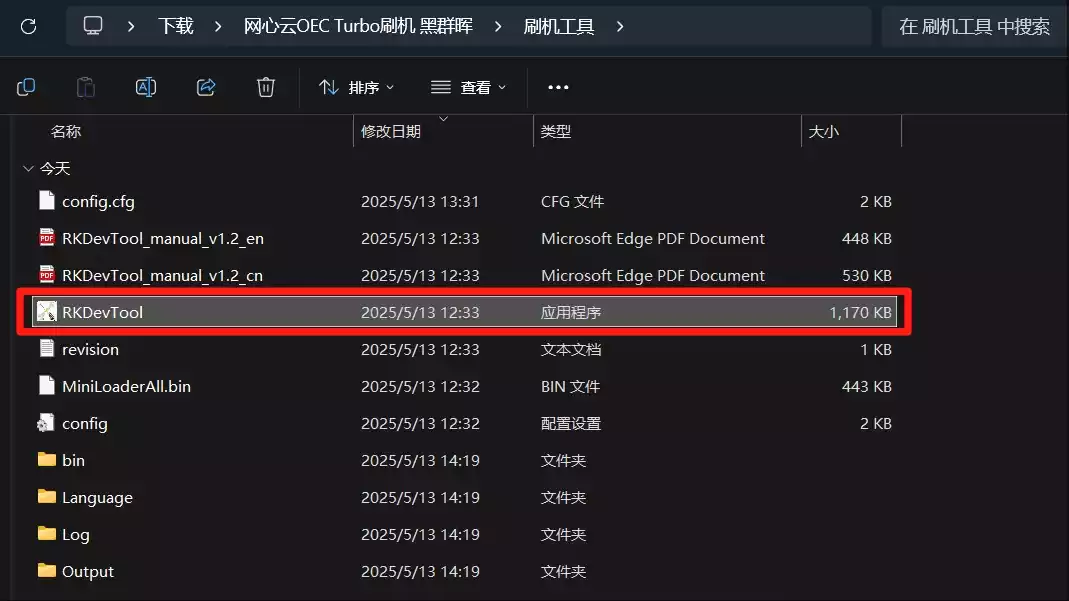 下载 网心云OEC Turbo刷机 黑群晖 刷机工具 在 刷机工具 中搜索
排序 查看
名称 修改日期 类型 大小
今天
config.cfg 2025/5/13 13:31 CFG 文件 2 KB
RKDevTool_manual_v1.2_en 2025/5/13 12:33 Microsoft Edge PDF Document 448 KB
RKDevTool_manual_v1.2_cn 2025/5/13 12:33 Microsoft Edge PDF Document 530 KB
RKDevTool 2025/5/13 12:33 应用程序 1,170 KB
revision 2025/5/13 12:33 文本文档 1 KB
MiniLoaderAll.bin 2025/5/13 12:32 BIN 文件 443 KB
config 2025/5/13 12:32 配置设置 2 KB
bin 2025/5/13 14:19 文件夹
Language 2025/5/13 14:19 文件夹
Log 2025/5/13 14:19 文件夹
Output 2025/5/13 14:19 文件夹